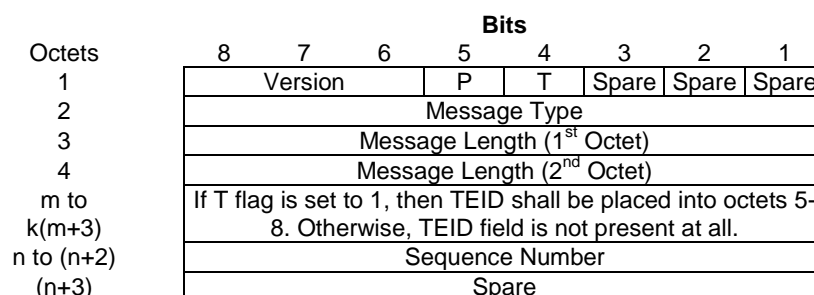 Bits
Octets 8 7 6 5 4 3 2 1
1 Version P T Spare Spare Spare
2 Message Type
3 Message Length (1st Octet)
4 Message Length (2nd Octet)
m to k(m+3) If T flag is set to 1, then TEID shall be placed into octets 5-
8. Otherwise, TEID field is not present at all.
n to (n+2) Sequence Number
(n+3) Spare